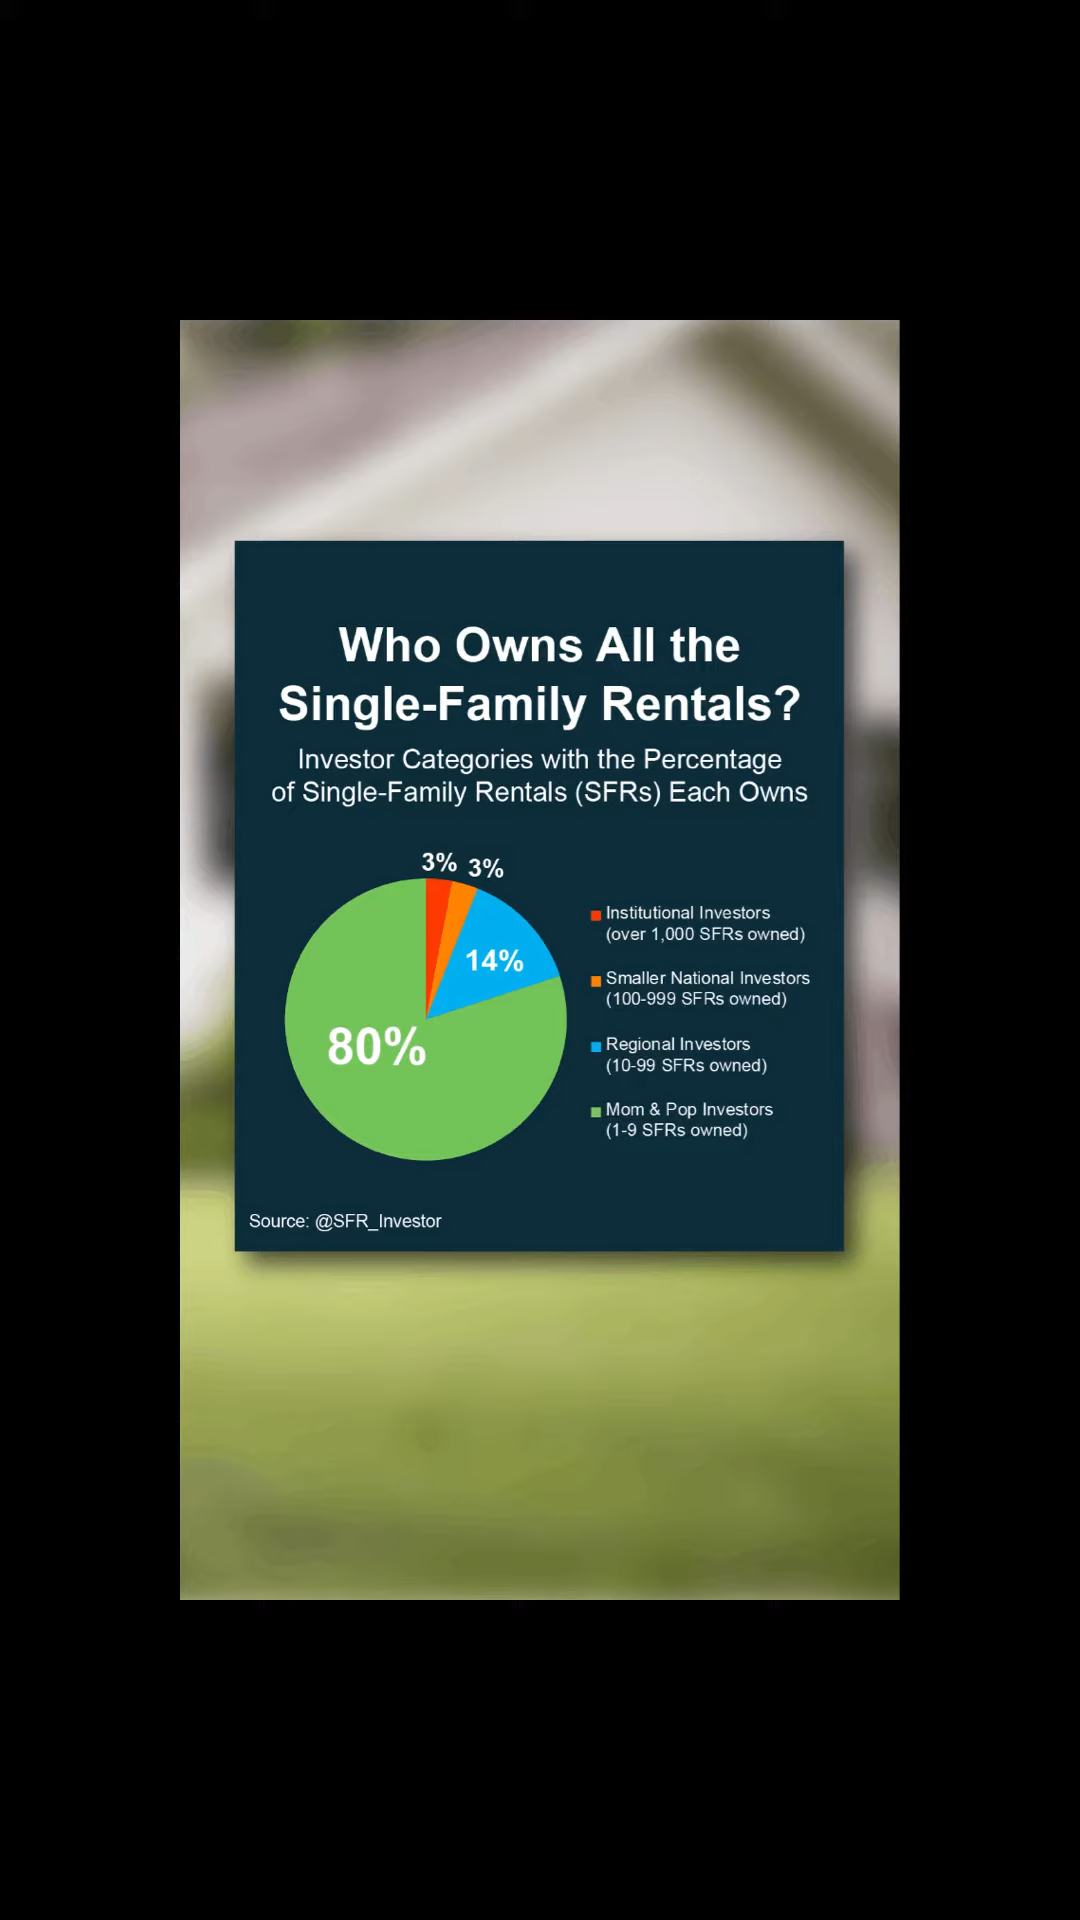 Who Owns All the
Single-Family Rentals?
Investor Categories with the Percentage
of Single-Family Rentals (SFRs) Each Owns
3% 3%
14%
80%
Institutional Investors
(over 1,000 SFRs owned)
Smaller National Investors
(100-999 SFRs owned)
Regional Investors
(10-99 SFRs owned)
Mom & Pop Investors
(1-9 SFRs owned)
Source: @SFR_Investor